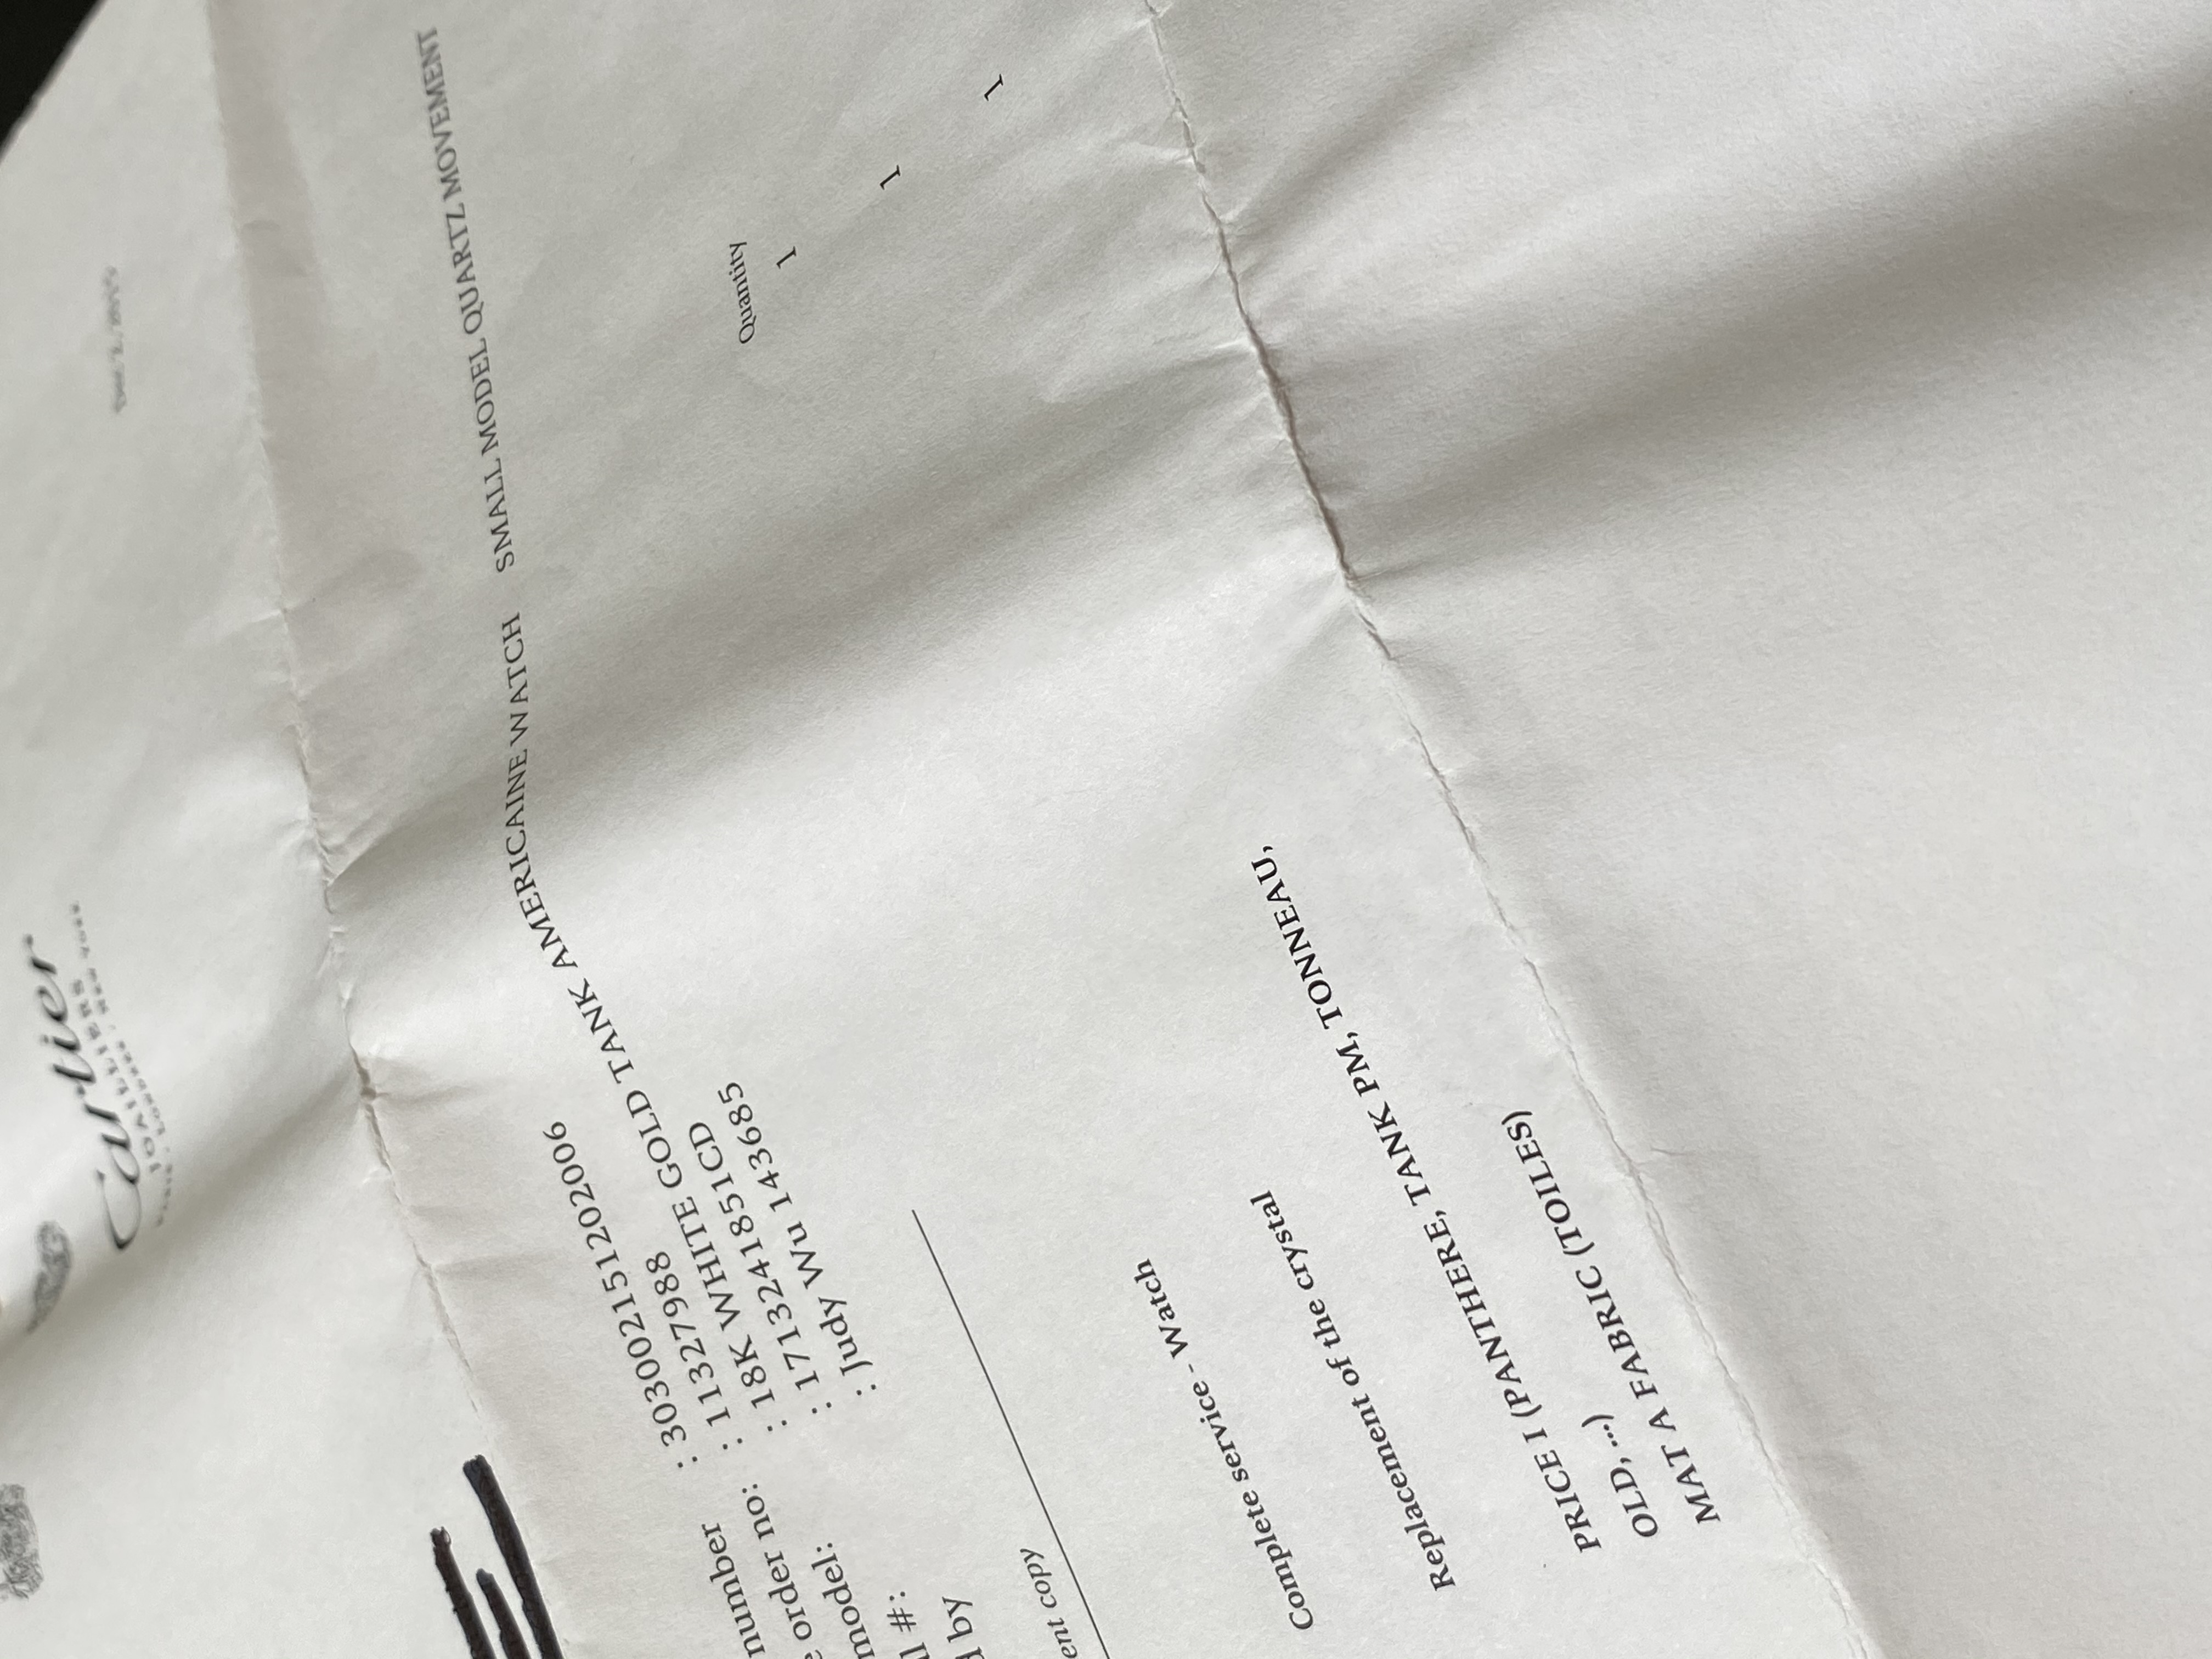 Cartier
JOAILLIERS
PARIS - LONDRES - NEW YORK
Dec 2, 2015
number : 303002151202006
order no: : 11327988
model: : 18K WHITE GOLD TANK AMERICAINE WATCH SMALL MODEL QUARTZ MOVEMENT
#: : 1713241851CD
by : Judy Wu 143685
copy
Quantity
Complete service - Watch 1
Replacement of the crystal 1
PRICE I (PANTHERE, TANK PM, TONNEAU, 1
OLD, ...)
MAT A FABRIC (TOILES)